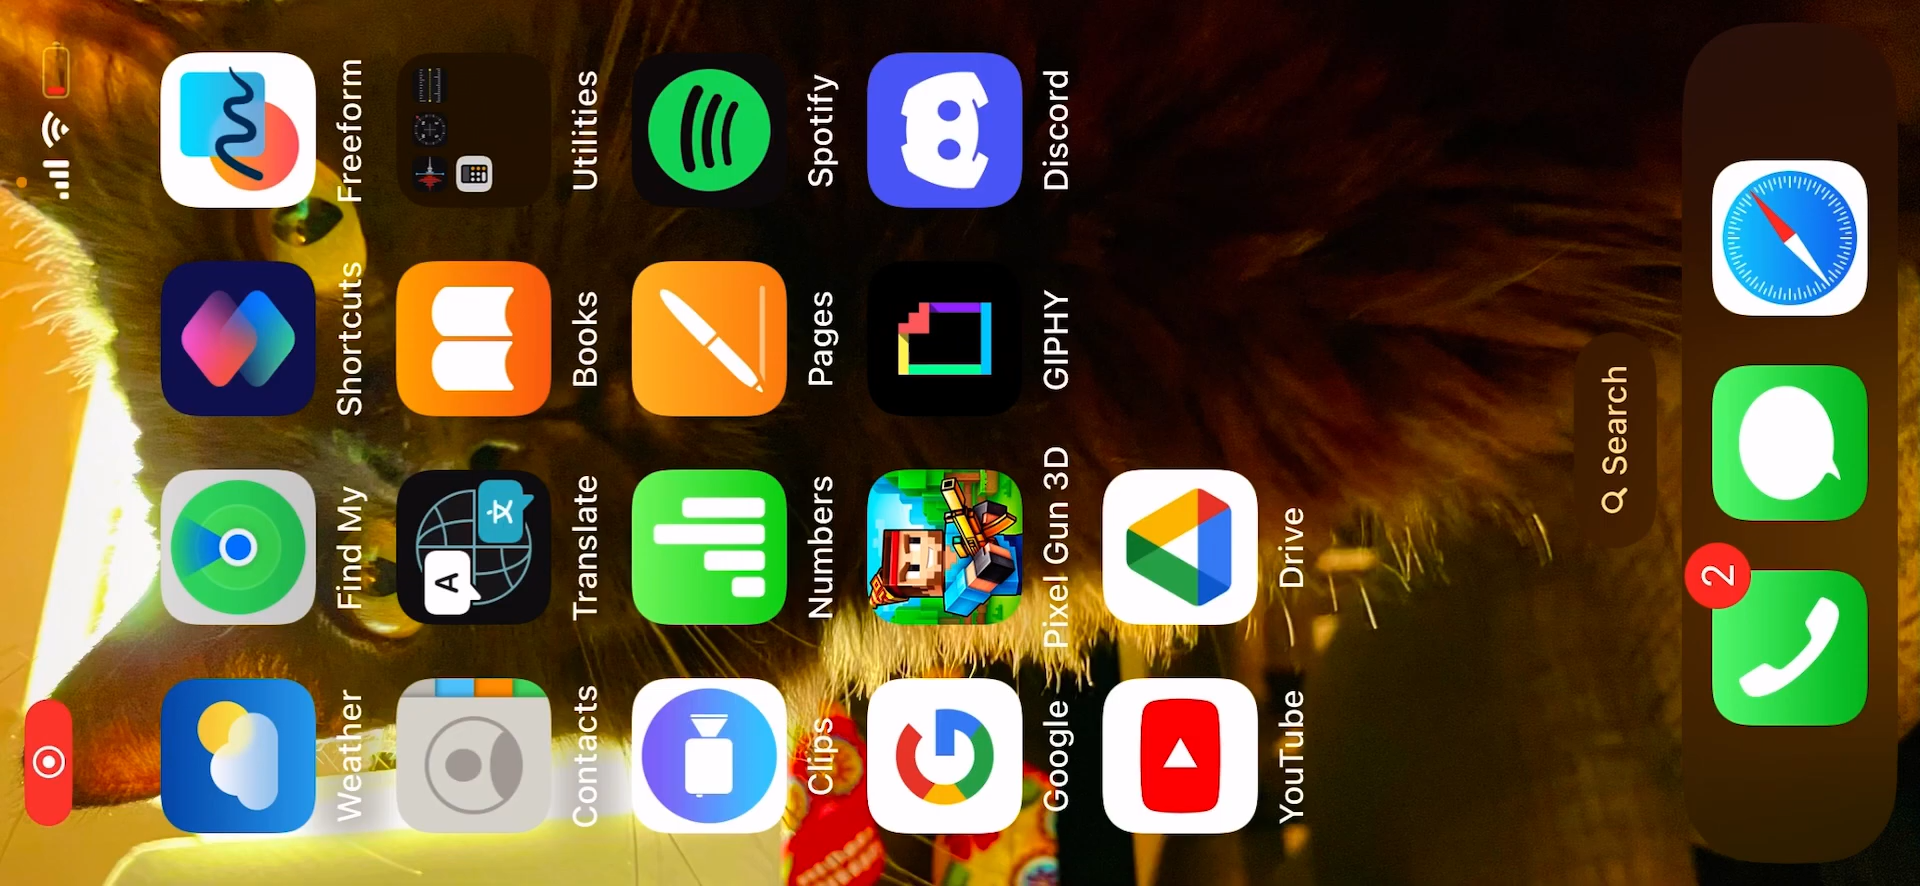 Weather Find My Shortcuts Freeform
A 文
Contacts Translate Books Utilities
Clips Numbers Pages Spotify
Google Pixel Gun 3D GIPHY Discord
YouTube Drive
Search
2